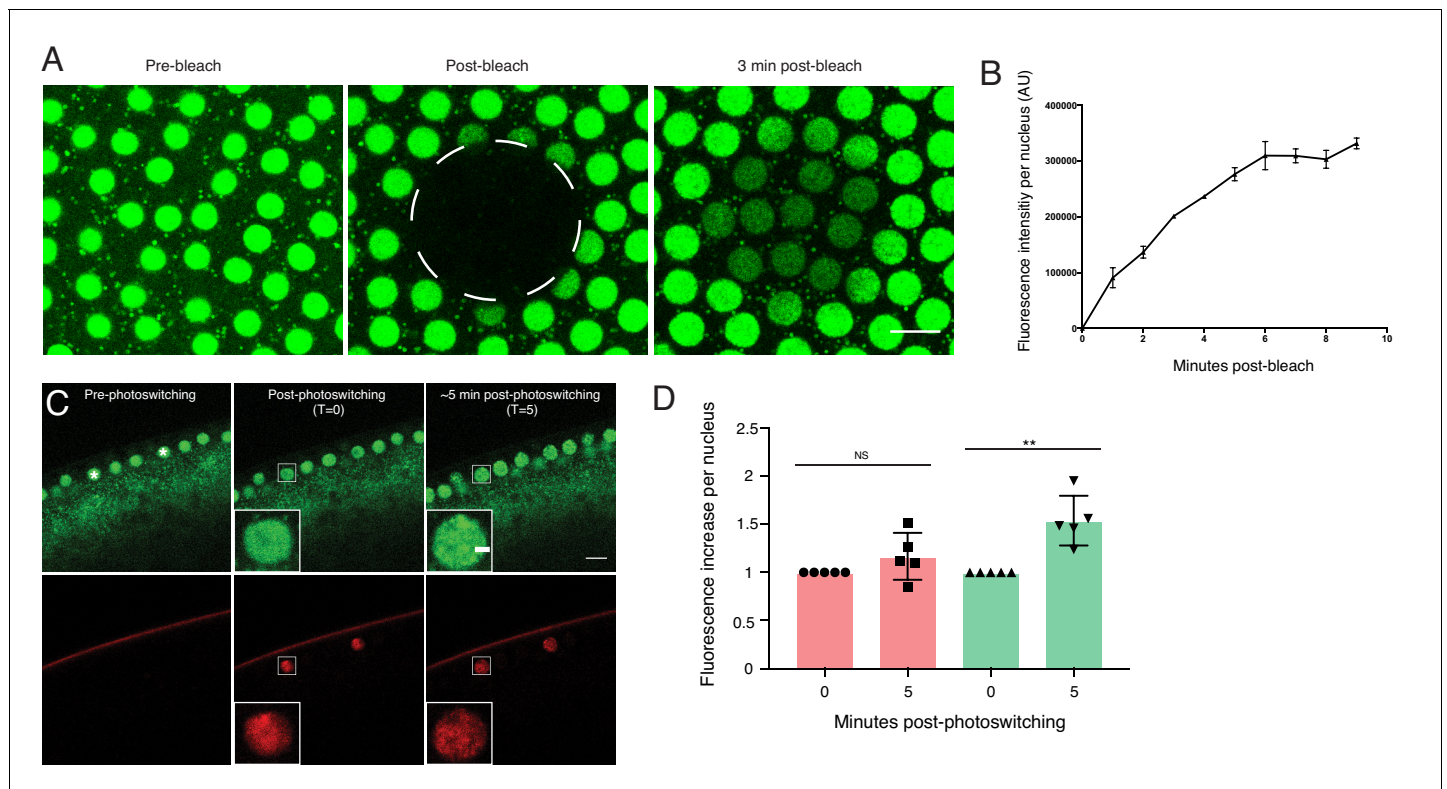 A
Pre-bleach
Post-bleach
3 min post-bleach
B
Fluorescence intensitiy per nucleus (AU)
400000
300000
200000
100000
0
0 2 4 6 8 10
Minutes post-bleach
C
Pre-photoswitching
Post-photoswitching
(T=0)
~5 min post-photoswitching
(T=5)
* *
D
Fluorescence increase per nucleus
2.5
2
1.5
1
0.5
0
NS
**
0 5 0 5
Minutes post-photoswitching